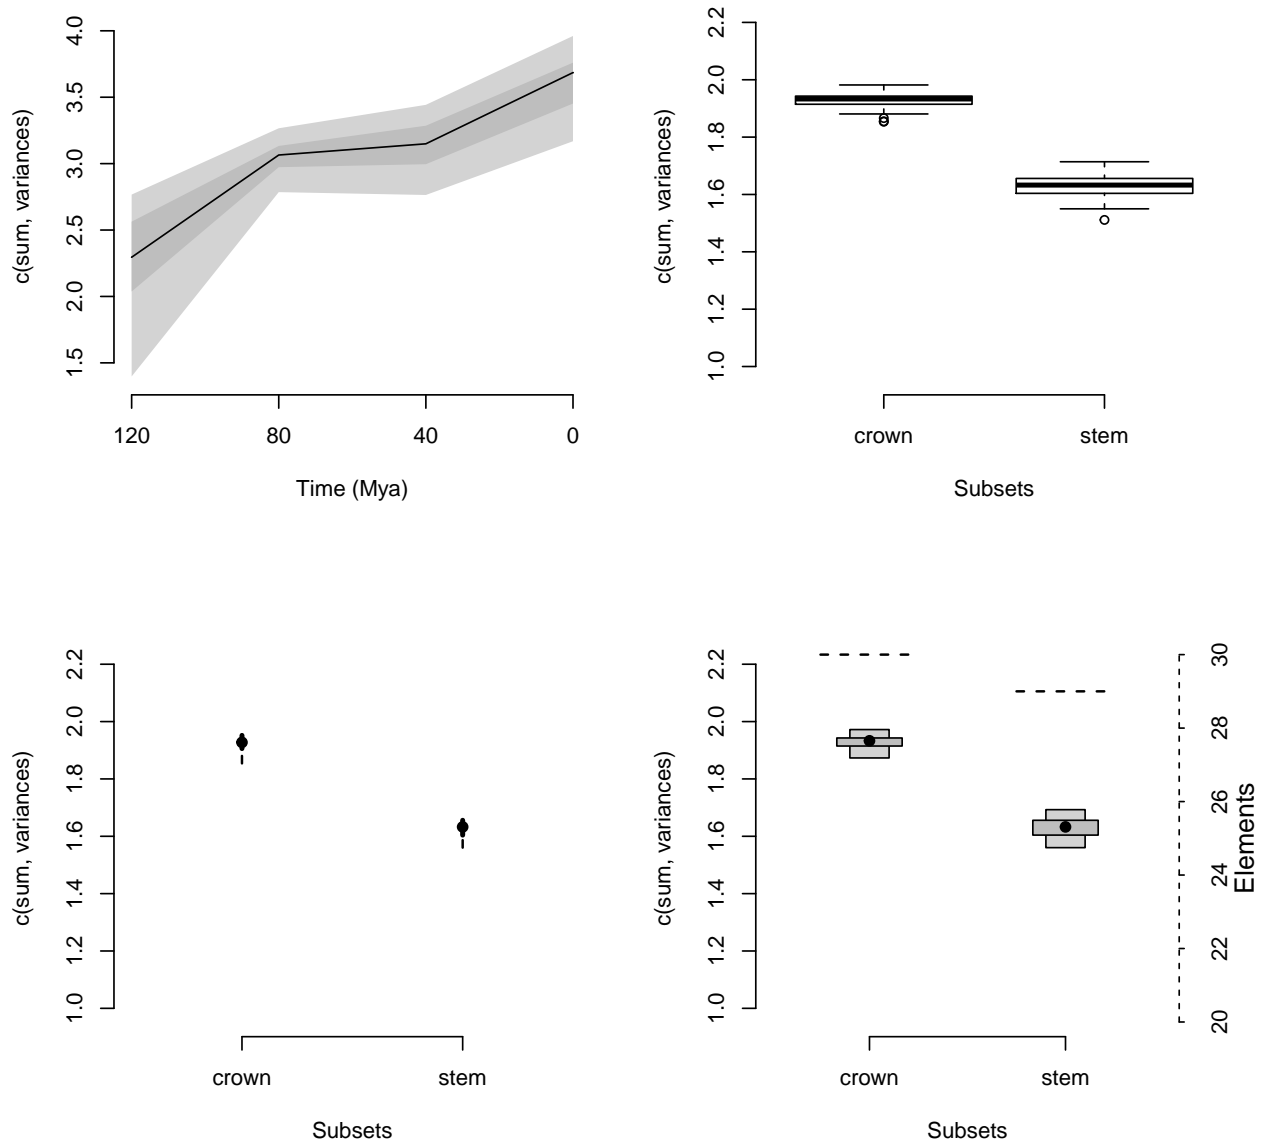 c(sum, variances)
4.0
3.5
3.0
2.5
2.0
1.5
120 80 40 0
Time (Mya)
c(sum, variances)
2.2
2.0
1.8
1.6
1.4
1.2
1.0
crown stem
Subsets
c(sum, variances)
2.2
2.0
1.8
1.6
1.4
1.2
1.0
crown stem
Subsets
c(sum, variances)
2.2
2.0
1.8
1.6
1.4
1.2
1.0
crown stem
Subsets
30
28
26
24
22
20
Elements